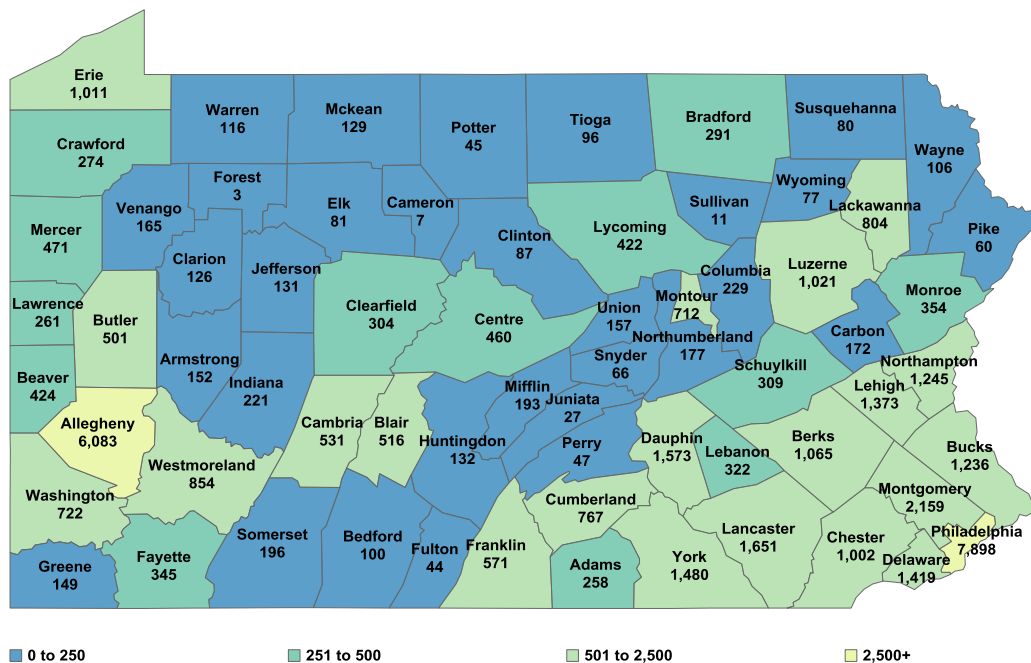 Erie
1,011
Warren
116
Mckean
129
Potter
45
Tioga
96
Bradford
291
Susquehanna
80
Wayne
106
Crawford
274
Forest
3
Venango
165
Elk
81
Cameron
7
Wyoming
77
Lackawanna
804
Sullivan
11
Pike
60
Mercer
471
Clarion
126
Jefferson
131
Clinton
87
Lycoming
422
Columbia
229
Luzerne
1,021
Monroe
354
Lawrence
261
Butler
501
Clearfield
304
Centre
460
Union
157
Montour
712
Carbon
172
Northumberland
177
Snyder
66
Armstrong
152
Indiana
221
Beaver
424
Mifflin
193
Juniata
27
Schuylkill
309
Northampton
1,245
Lehigh
1,373
Allegheny
6,083
Cambria
531
Blair
516
Huntingdon
132
Perry
47
Dauphin
1,573
Lebanon
322
Berks
1,065
Bucks
1,236
Westmoreland
854
Washington
722
Cumberland
767
Montgomery
2,159
Somerset
196
Bedford
100
Fulton
44
Franklin
571
Adams
258
York
1,480
Lancaster
1,651
Chester
1,002
Philadelphia
7,898
Delaware
1,419
Greene
149
Fayette
345
0 to 250
251 to 500
501 to 2,500
2,500+